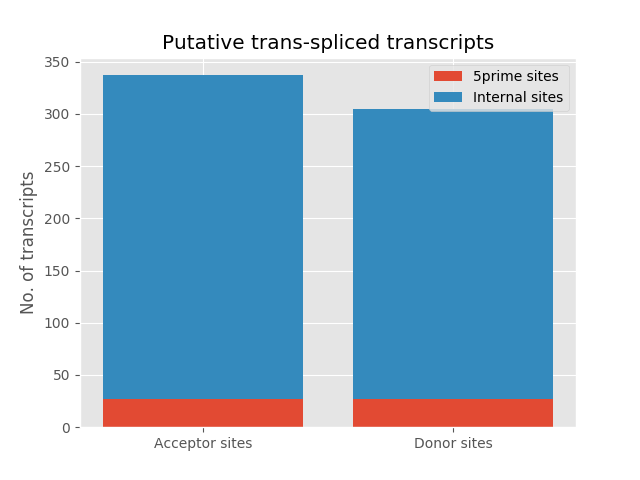 Putative trans-spliced transcripts
5prime sites
Internal sites
No. of transcripts
350
300
250
200
150
100
50
0
Acceptor sites
Donor sites